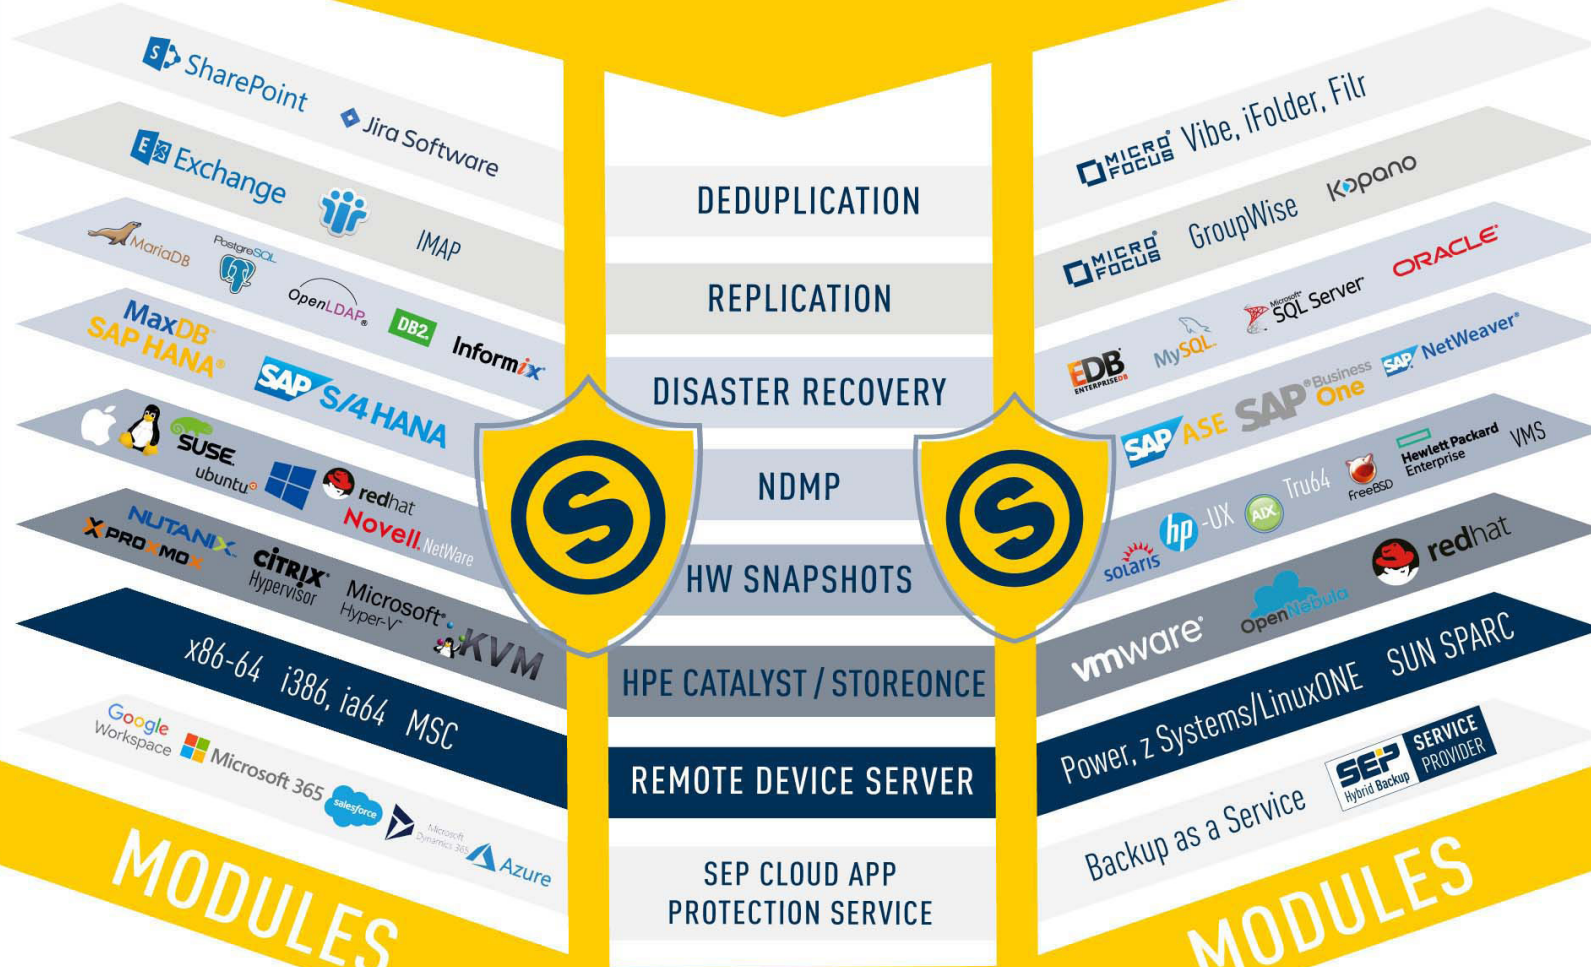 SharePoint
Jira Software
Exchange
IMAP
MariaDB
PostgreSQL
OpenLDAP
DB2
Informix
MaxDB
SAP HANA
SAP S/4 HANA
SUSE
ubuntu
redhat
Novell NetWare
NUTANIX
PROXMOX
CİTRIX
Hypervisor
Microsoft
Hyper-V
KVM
x86-64 i386, ia64 MSC
Google
Workspace
Microsoft 365
salesforce
Microsoft
Dynamics 365
Azure
MODULES
DEDUPLICATION
REPLICATION
DISASTER RECOVERY
NDMP
HW SNAPSHOTS
HPE CATALYST / STOREONCE
REMOTE DEVICE SERVER
SEP CLOUD APP
PROTECTION SERVICE
MICRO
FOCUS
Vibe, iFolder, Filr
MICRO
FOCUS
GroupWise
Kopano
EDB
ENTERPRISEDB
MySQL
Microsoft
SQL Server
ORACLE
SAP ASE
SAP Business
One
SAP NetWeaver
solaris
hp-UX
AIX
Tru64
FreeBSD
Hewlett Packard
Enterprise
VMS
vmware
OpenNebula
redhat
Power, z Systems/LinuxONE SUN SPARC
Backup as a Service
SEP
Hybrid Backup
SERVICE
PROVIDER
MODULES